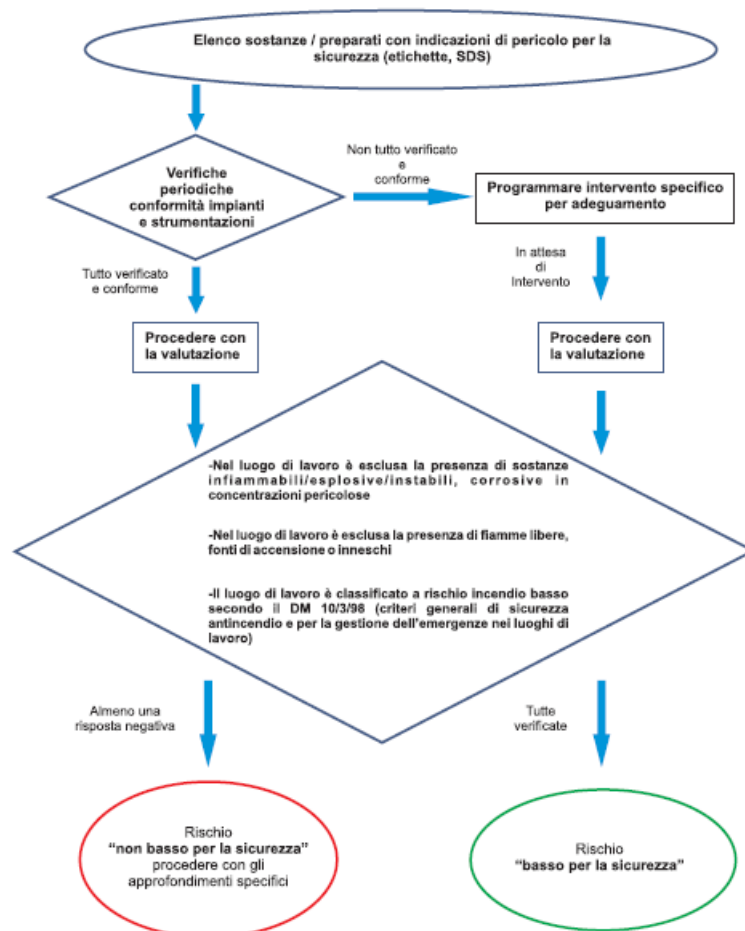 Elenco sostanze / preparati con indicazioni di pericolo per la
sicurezza (etichette, SDS)
Verifiche
periodiche
conformità impianti
e strumentazioni
Non tutto verificato
e
conforme
Programmare intervento specifico
per adeguamento
Tutto verificato
e conforme
In attesa
di
Intervento
Procedere con
la valutazione
Procedere con
la valutazione
-Nel luogo di lavoro è esclusa la presenza di sostanze
infiammabili/esplosive/instabili, corrosive in
concentrazioni pericolose
-Nel luogo di lavoro è esclusa la presenza di fiamme libere,
fonti di accensione o inneschi
-Il luogo di lavoro è classificato a rischio incendio basso
secondo il DM 10/3/98 (criteri generali di sicurezza
antincendio e per la gestione dell'emergenze nei luoghi di
lavoro)
Almeno una
risposta negativa
Tutte
verificate
Rischio
“non basso per la sicurezza”
procedere con gli
approfondimenti specifici
Rischio
“basso per la sicurezza”